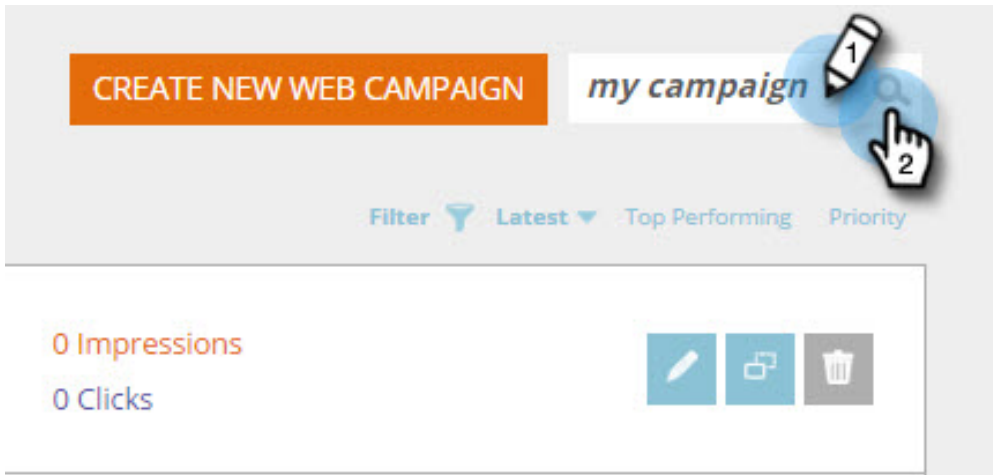 CREATE NEW WEB CAMPAIGN
my campaign
1
2
Filter Latest Top Performing Priority
0 Impressions
0 Clicks